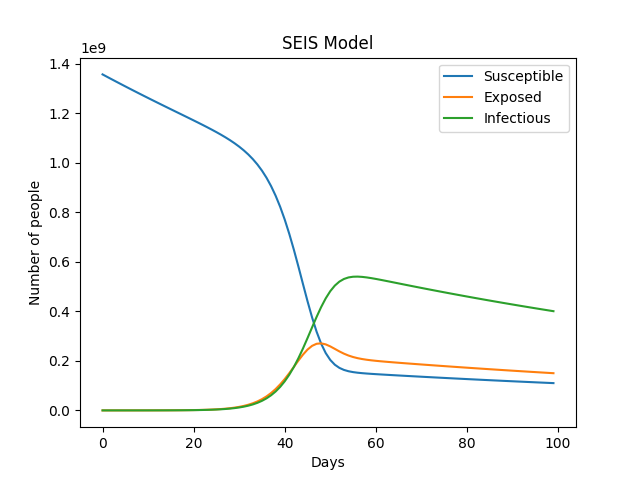 SEIS Model
1e9
1.4
1.2
1.0
0.8
0.6
0.4
0.2
0.0
Number of people
Susceptible
Exposed
Infectious
0 20 40 60 80 100
Days